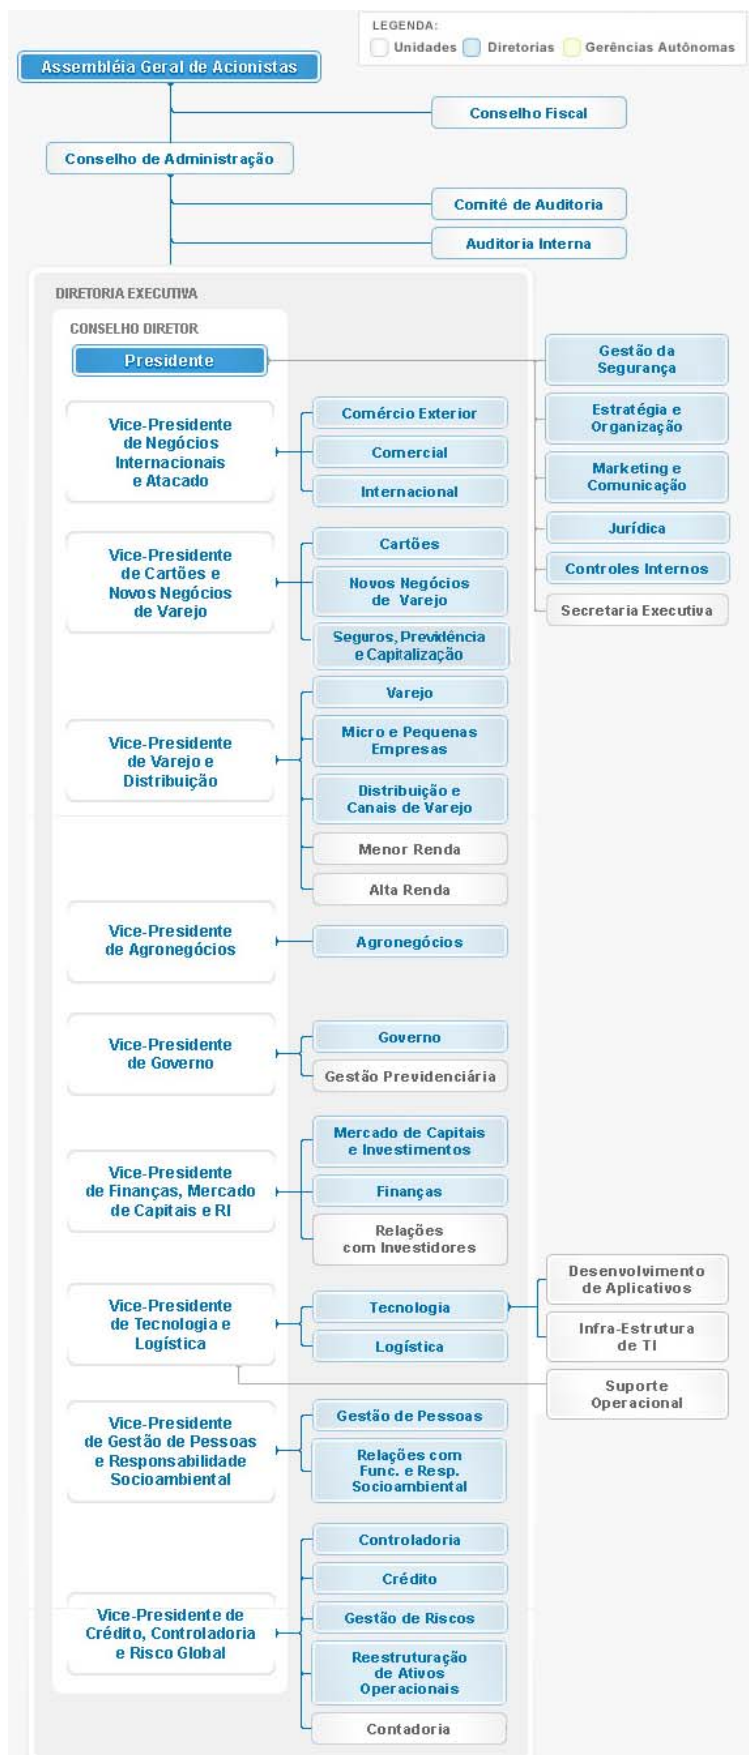 LEGENDA:
Unidades Diretorias Gerências Autônomas
Assembléia Geral de Acionistas
Conselho Fiscal
Conselho de Administração
Comitê de Auditoria
Auditoria Interna
DIRETORIA EXECUTIVA
CONSELHO DIRETOR
Presidente
Gestão da
Segurança
Estratégia e
Organização
Marketing e
Comunicação
Jurídica
Controles Internos
Secretaria Executiva
Vice-Presidente
de Negócios
Internacionais
e Atacado
Comércio Exterior
Comercial
Internacional
Vice-Presidente
de Cartões e
Novos Negócios
de Varejo
Cartões
Novos Negócios
de Varejo
Seguros, Previdência
e Capitalização
Vice-Presidente
de Varejo e
Distribuição
Varejo
Micro e Pequenas
Empresas
Distribuição e
Canais de Varejo
Menor Renda
Alta Renda
Vice-Presidente
de Agronegócios
Agronegócios
Vice-Presidente
de Governo
Governo
Gestão Previdenciária
Vice-Presidente
de Finanças, Mercado
de Capitais e RI
Mercado de Capitais
e Investimentos
Finanças
Relações
com Investidores
Vice-Presidente
de Tecnologia e
Logística
Tecnologia
Logística
Desenvolvimento
de Aplicativos
Infra-Estrutura
de TI
Suporte
Operacional
Vice-Presidente
de Gestão de Pessoas
e Responsabilidade
Socioambiental
Gestão de Pessoas
Relações com
Func. e Resp.
Socioambiental
Vice-Presidente de
Crédito, Controladoria
e Risco Global
Controladoria
Crédito
Gestão de Riscos
Reestruturação
de Ativos
Operacionais
Contadoria